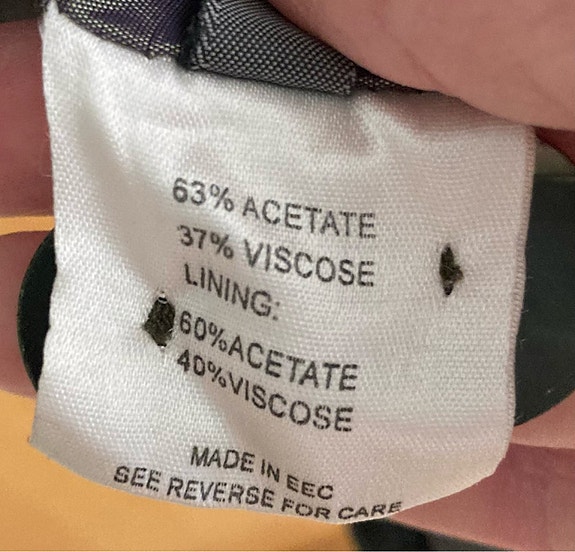 63% ACETATE
37% VISCOSE
LINING:
60%ACETATE
40%VISCOSE
MADE IN EEC
SEE REVERSE FOR CARE